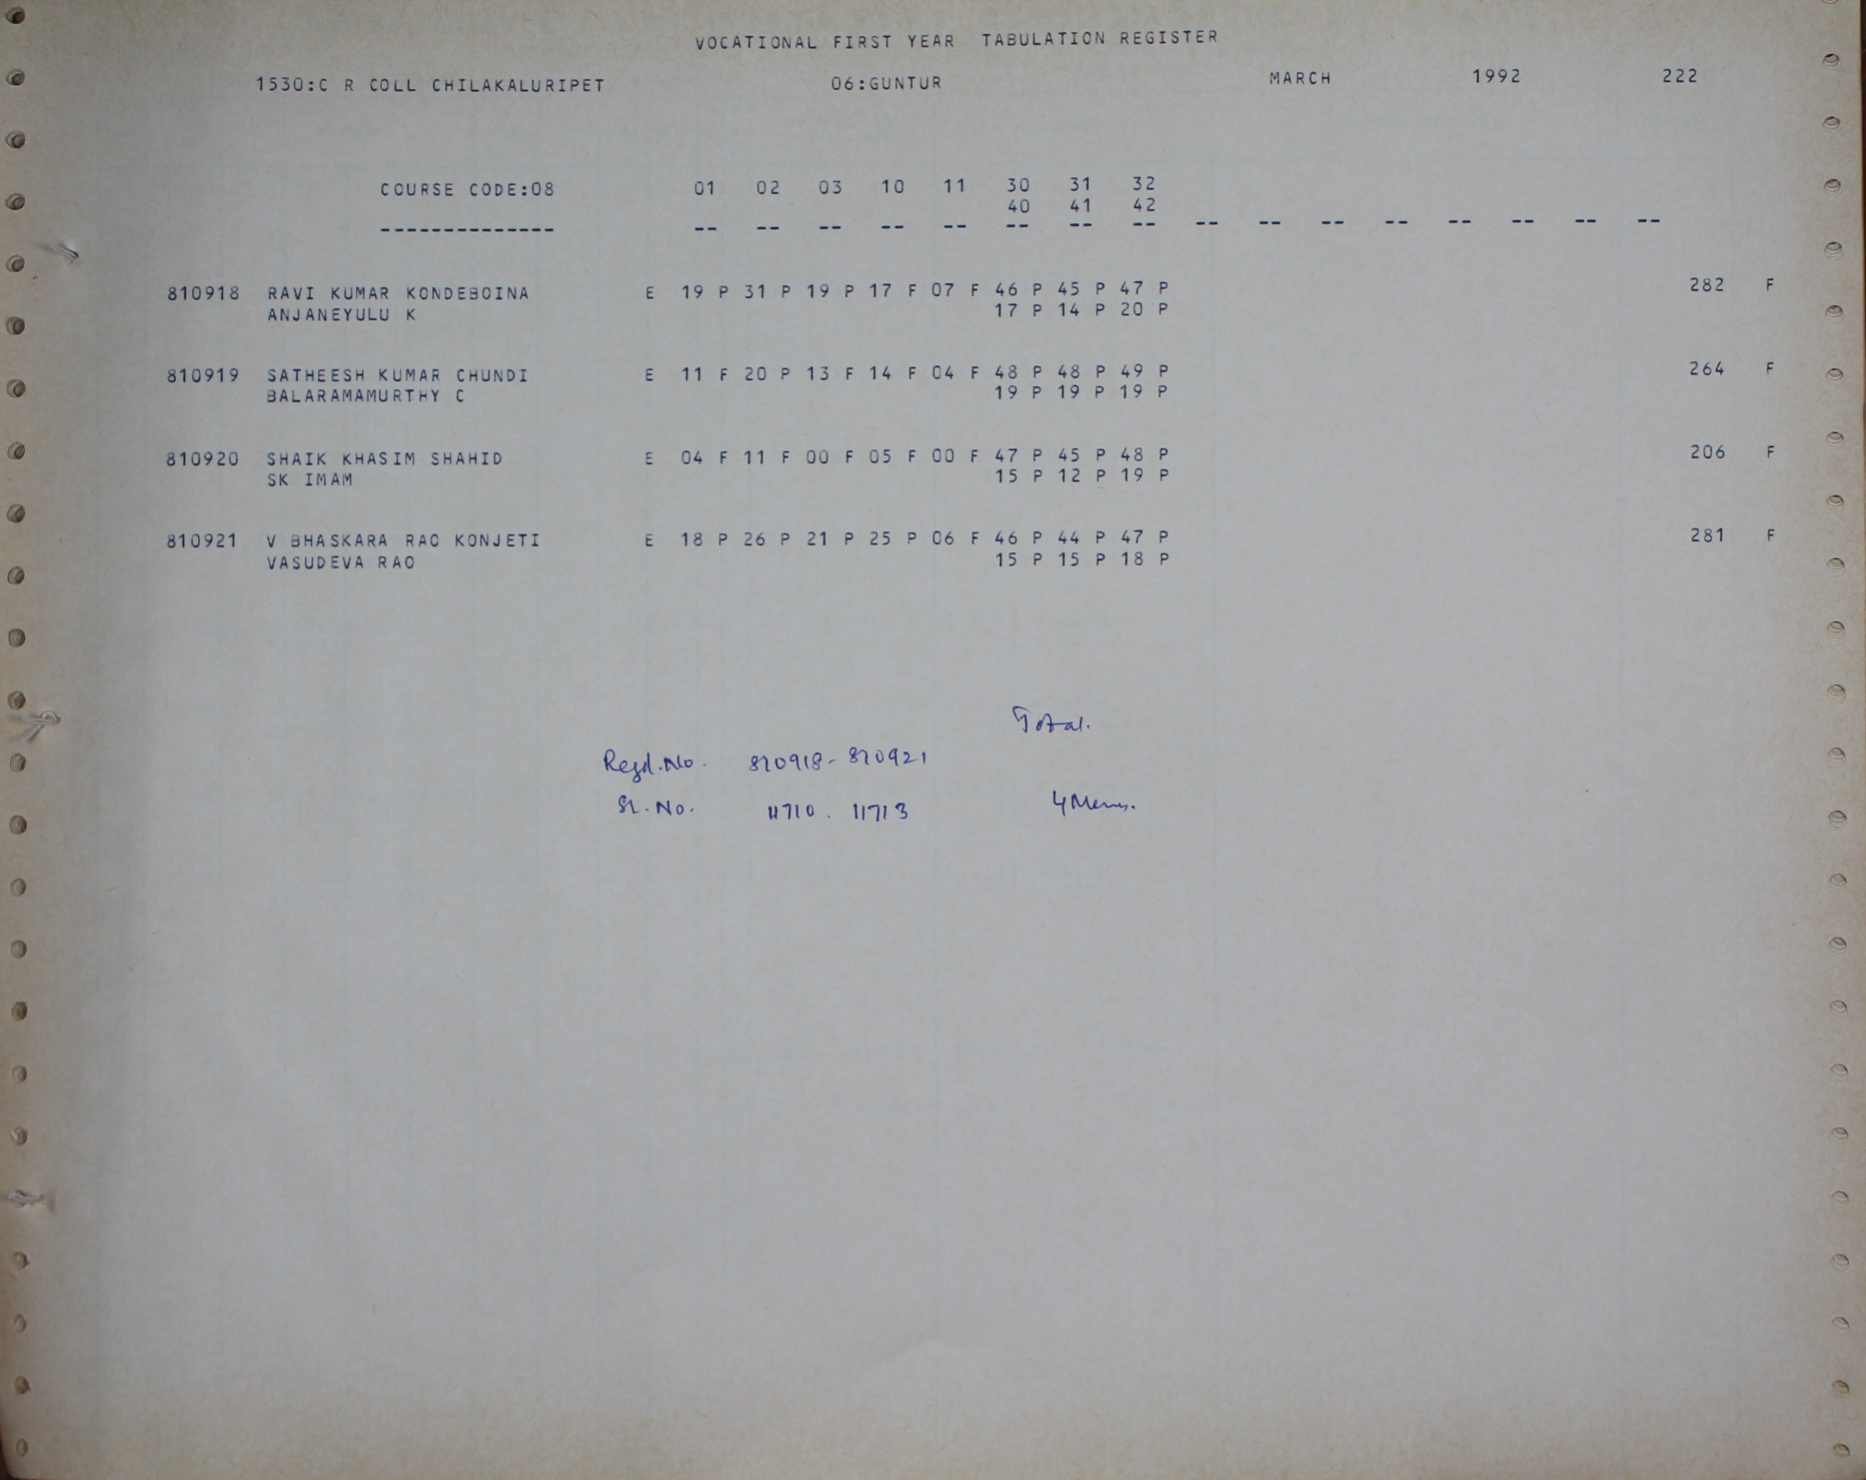 VOCATIONAL FIRST YEAR TABULATION REGISTER
1530:C R COLL CHILAKALURIPET 06:GUNTUR MARCH 1992 222
COURSE CODE:08 01 02 03 10 11 30 31 32
40 41 42
-------------- -- -- -- -- -- -- -- -- -- -- -- -- -- -- -- --
810918 RAVI KUMAR KONDEBOINA E 19 P 31 P 19 P 17 F 07 F 46 P 45 P 47 P 282 F
ANJANEYULU K 17 P 14 P 20 P
810919 SATHEESH KUMAR CHUNDI E 11 F 20 P 13 F 14 F 04 F 48 P 48 P 49 P 264 F
BALARAMAMURTHY C 19 P 19 P 19 P
810920 SHAIK KHASIM SHAHID E 04 F 11 F 00 F 05 F 00 F 47 P 45 P 48 P 206 F
SK IMAM 15 P 12 P 19 P
810921 V BHASKARA RAO KONJETI E 18 P 26 P 21 P 25 P 06 F 46 P 44 P 47 P 281 F
VASUDEVA RAO 15 P 15 P 18 P
Total.
Regd.No. 810918-810921
Sl.No. 11710. 11713 4 Mems.